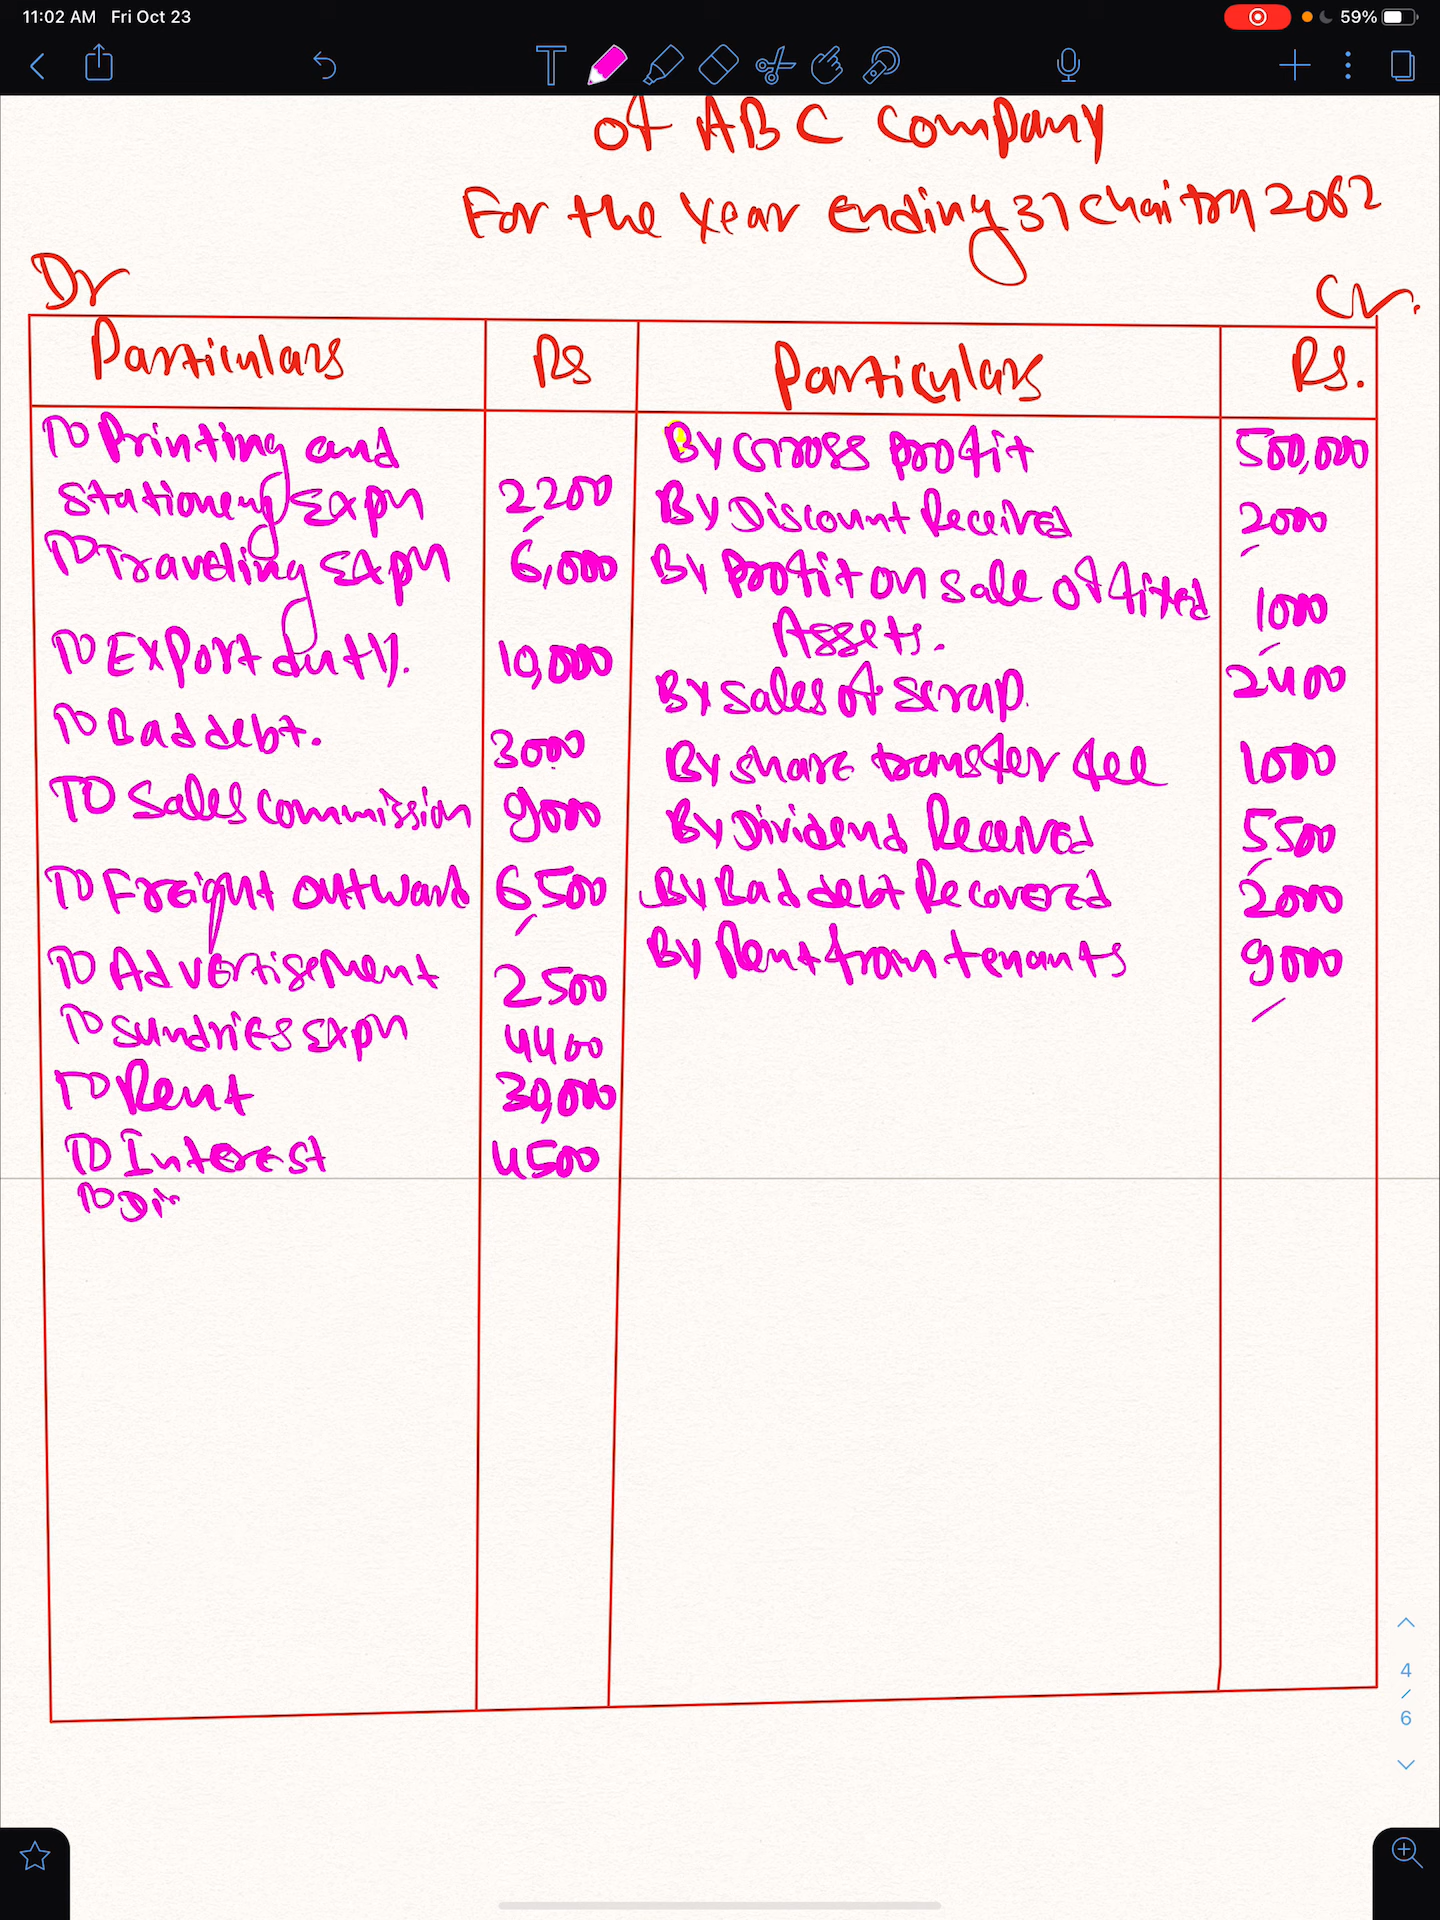 11:02 AM Fri Oct 23
59%
of ABC Company
For the Year Ending 31 Chaitra 2062
Dr
Cr.
Particulars Rs Particulars Rs.
To Printing and
Stationery Expn 2200
To Traveling Expn 6,000
To Export duty. 10,000
To Bad debt. 3000
To Sales Commission 9000
To Freight outward 6,500
To Advertisement 2500
To Sundries Expn 4400
To Rent 30,000
To Interest 4500
To Dis
By Gross profit 500,000
By Discount Received 2000
By Profit on Sale of fixed
Assets. 1000
By Sales of Scrap. 2400
By Share transfer fee 1000
By Dividend Received 5500
By Bad debt Recovered 2000
By Rent from tenants 9000
4
/
6